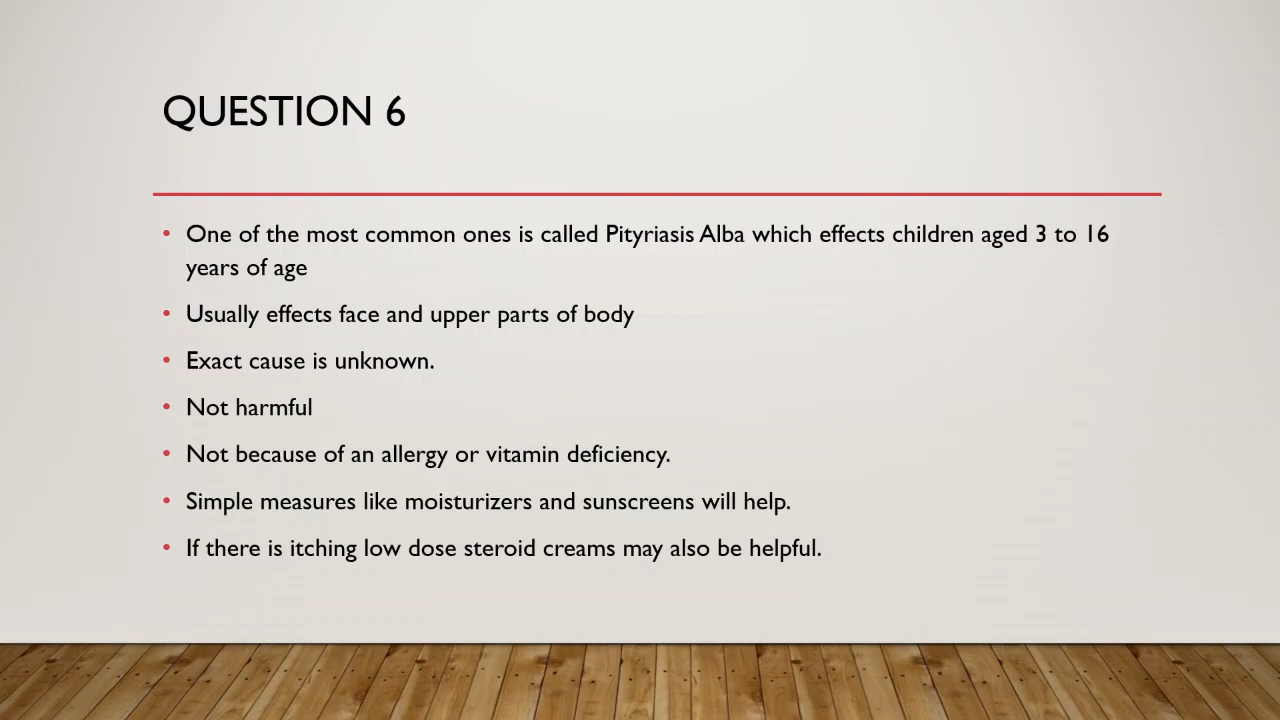 QUESTION 6
• One of the most common ones is called Pityriasis Alba which effects children aged 3 to 16
years of age
• Usually effects face and upper parts of body
• Exact cause is unknown.
• Not harmful
• Not because of an allergy or vitamin deficiency.
• Simple measures like moisturizers and sunscreens will help.
• If there is itching low dose steroid creams may also be helpful.